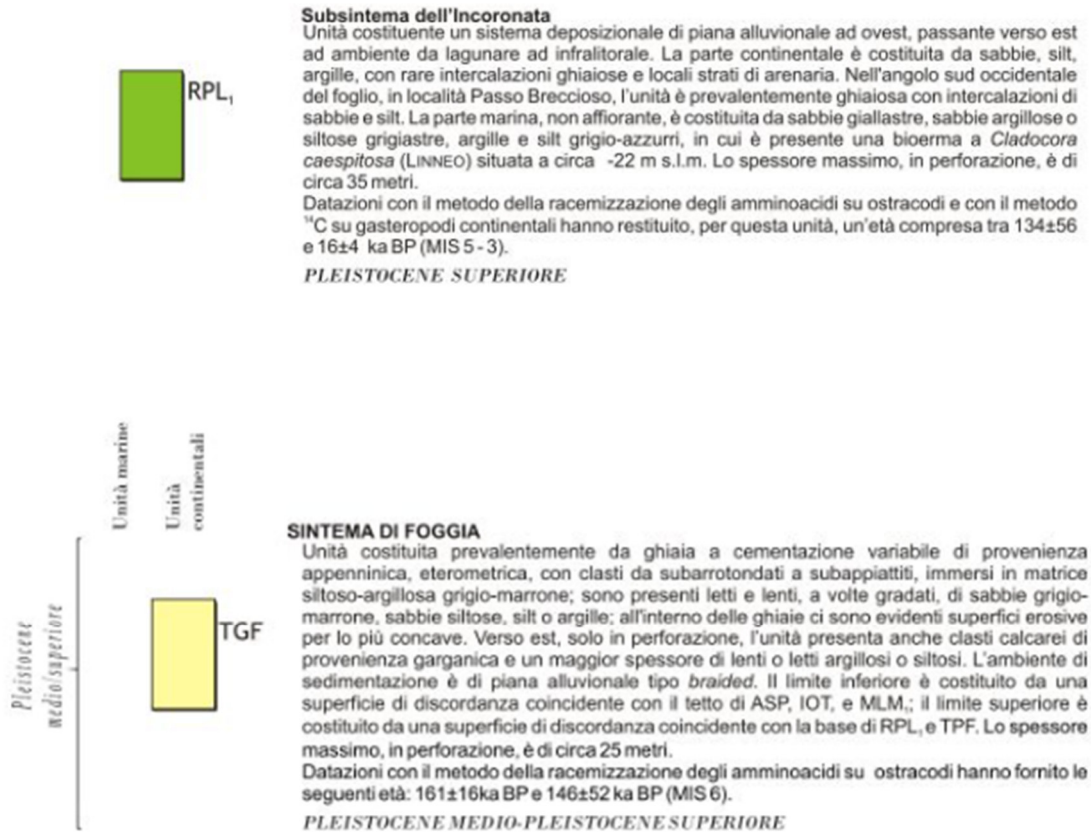 Subsintema dell'Incoronata
Unità costituente un sistema deposizionale di piana alluvionale ad ovest, passante verso est
ad ambiente da lagunare ad infralitorale. La parte continentale è costituita da sabbie, silt,
argille, con rare intercalazioni ghiaiose e locali strati di arenaria. Nell'angolo sud occidentale
del foglio, in località Passo Breccioso, l'unità è prevalentemente ghiaiosa con intercalazioni di
sabbie e silt. La parte marina, non affiorante, è costituita da sabbie giallastre, sabbie argillose o
siltose grigiastre, argille e silt grigio-azzurri, in cui è presente una bioerma a Cladocora
caespitosa (LINNEO) situata a circa -22 m s.l.m. Lo spessore massimo, in perforazione, è di
circa 35 metri.
Datazioni con il metodo della racemizzazione degli amminoacidi su ostracodi e con il metodo
¹⁴C su gasteropodi continentali hanno restituito, per questa unità, un'età compresa tra 134±56
e 16±4 ka BP (MIS 5 - 3).
PLEISTOCENE SUPERIORE
RPL₁
Unità marine
Unità
continentali
Pleistocene
medio/superiore
TGF
SINTEMA DI FOGGIA
Unità costituita prevalentemente da ghiaia a cementazione variabile di provenienza
appenninica, eterometrica, con clasti da subarrotondati a subappiattiti, immersi in matrice
siltoso-argillosa grigio-marrone; sono presenti letti e lenti, a volte gradati, di sabbie grigio-
marrone, sabbie siltose, silt o argille; all'interno delle ghiaie ci sono evidenti superfici erosive
per lo più concave. Verso est, solo in perforazione, l'unità presenta anche clasti calcarei di
provenienza garganica e un maggior spessore di lenti o letti argillosi o siltosi. L'ambiente di
sedimentazione è di piana alluvionale tipo braided. Il limite inferiore è costituito da una
superficie di discordanza coincidente con il tetto di ASP, IOT, e MLM₁; il limite superiore è
costituito da una superficie di discordanza coincidente con la base di RPL₁ e TPF. Lo spessore
massimo, in perforazione, è di circa 25 metri.
Datazioni con il metodo della racemizzazione degli amminoacidi su ostracodi hanno fornito le
seguenti età: 161±16ka BP e 146±52 ka BP (MIS 6).
PLEISTOCENE MEDIO-PLEISTOCENE SUPERIORE